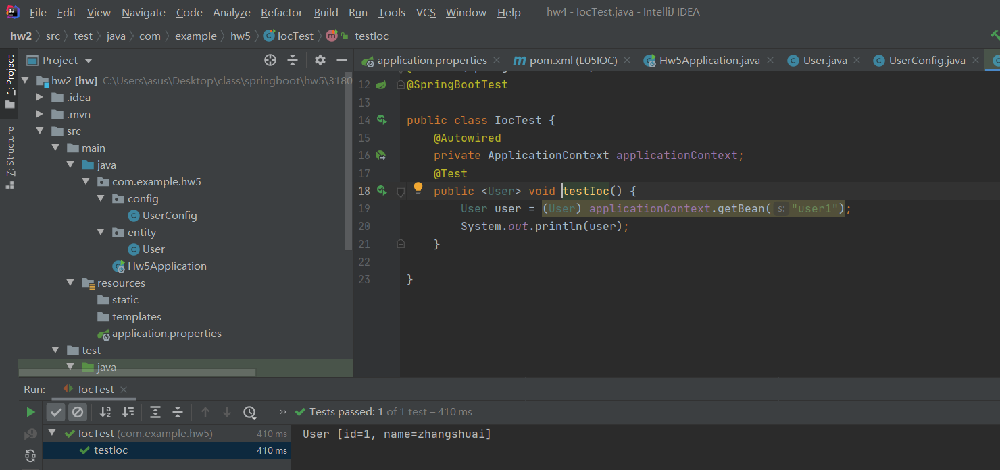 File Edit View Navigate Code Analyze Refactor Build Run Tools VCS Window Help hw4 - IocTest.java - IntelliJ IDEA
hw2 src test java com example hw5 IocTest testIoc
1: Project
Z: Structure
Project
hw2 [hw] C:\Users\asus\Desktop\class\springboot\hw5\3180
.idea
.mvn
src
main
java
com.example.hw5
config
UserConfig
entity
User
Hw5Application
resources
static
templates
application.properties
test
java
application.properties pom.xml (L05IOC) Hw5Application.java User.java UserConfig.java
12 @SpringBootTest
13
14 public class IocTest {
15 @Autowired
16 private ApplicationContext applicationContext;
17 @Test
18 public <User> void testIoc() {
19 User user = (User) applicationContext.getBean( s: "user1");
20 System.out.println(user);
21 }
22
23 }
Run: IocTest
Tests passed: 1 of 1 test – 410 ms
IocTest (com.example.hw5) 410 ms
testIoc 410 ms
User [id=1, name=zhangshuai]